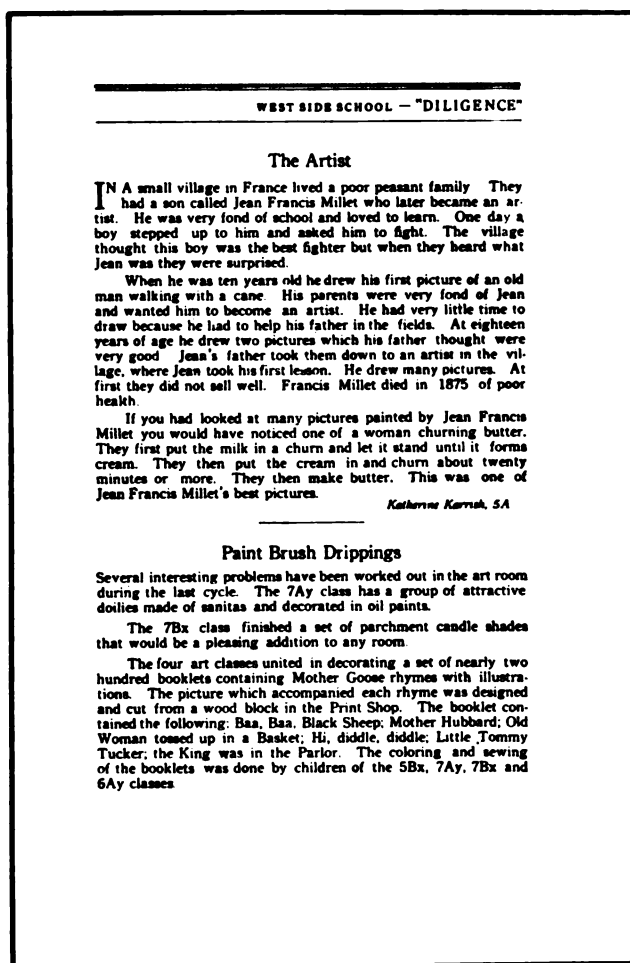 WEST SIDE SCHOOL — "DILIGENCE"
The Artist
IN A small village in France lived a poor peasant family They
had a son called Jean Francis Millet who later became an ar-
tist. He was very fond of school and loved to learn. One day a
boy stepped up to him and asked him to fight. The village
thought this boy was the best fighter but when they heard what
Jean was they were surprised.
When he was ten years old he drew his first picture of an old
man walking with a cane. His parents were very fond of Jean
and wanted him to become an artist. He had very little time to
draw because he had to help his father in the fields. At eighteen
years of age he drew two pictures which his father thought were
very good Jean's father took them down to an artist in the vil-
lage, where Jean took his first lesson. He drew many pictures. At
first they did not sell well. Francis Millet died in 1875 of poor
health.
If you had looked at many pictures painted by Jean Francis
Millet you would have noticed one of a woman churning butter.
They first put the milk in a churn and let it stand until it forms
cream. They then put the cream in and churn about twenty
minutes or more. They then make butter. This was one of
Jean Francis Millet's best pictures.
Katherine 5A
Paint Brush Drippings
Several interesting problems have been worked out in the art room
during the last cycle. The 7Ay class has a group of attractive
doilies made of sanitas and decorated in oil paints.
The 7Bx class finished a set of parchment candle shades
that would be a pleasing addition to any room.
The four art classes united in decorating a set of nearly two
hundred booklets containing Mother Goose rhymes with illustra-
tions. The picture which accompanied each rhyme was designed
and cut from a wood block in the Print Shop. The booklet con-
tained the following: Baa, Baa, Black Sheep; Mother Hubbard; Old
Woman tossed up in a Basket; Hi, diddle, diddle; Little Tommy
Tucker; the King was in the Parlor. The coloring and sewing
of the booklets was done by children of the 5Bx, 7Ay, 7Bx and
6Ay classes